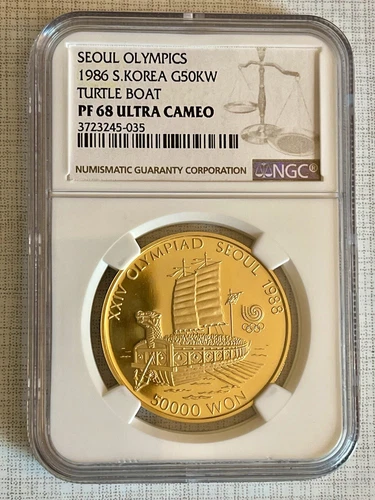 SEOUL OLYMPICS
1986 S.KOREA G50KW
TURTLE BOAT
PF 68 ULTRA CAMEO
3723245-035
NUMISMATIC GUARANTY CORPORATION
NGC®
XXIV OLYMPIAD SEOUL 1988
50000 WON